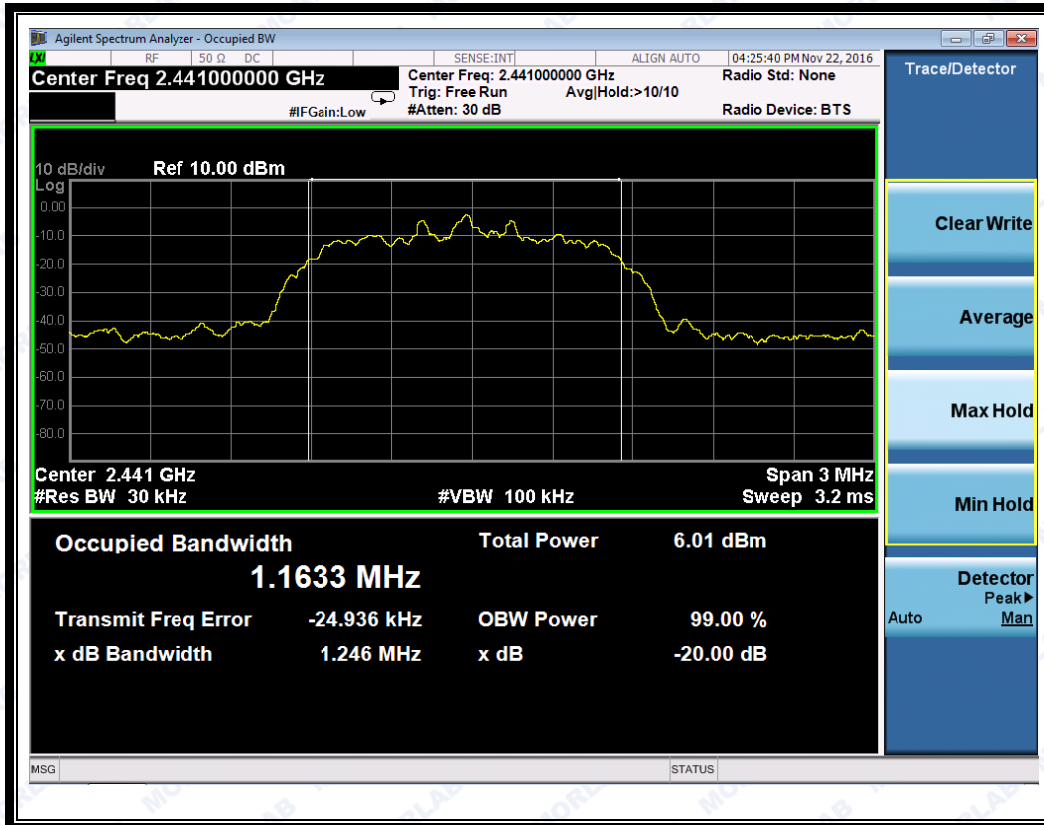 Agilent Spectrum Analyzer - Occupied BW
LXI RF 50 Ω DC SENSE:INT ALIGN AUTO 04:25:40 PM Nov 22, 2016
Center Freq 2.441000000 GHz
Center Freq: 2.441000000 GHz Radio Std: None
Trig: Free Run Avg|Hold:>10/10
#IFGain:Low #Atten: 30 dB Radio Device: BTS
10 dB/div Ref 10.00 dBm
Log
0.00
-10.0
-20.0
-30.0
-40.0
-50.0
-60.0
-70.0
-80.0
Center 2.441 GHz Span 3 MHz
#Res BW 30 kHz #VBW 100 kHz Sweep 3.2 ms
Occupied Bandwidth Total Power 6.01 dBm
1.1633 MHz
Transmit Freq Error -24.936 kHz OBW Power 99.00 %
x dB Bandwidth 1.246 MHz x dB -20.00 dB
MSG STATUS
Trace/Detector
Clear Write
Average
Max Hold
Min Hold
Detector
Peak▶
Auto Man
MORLAB